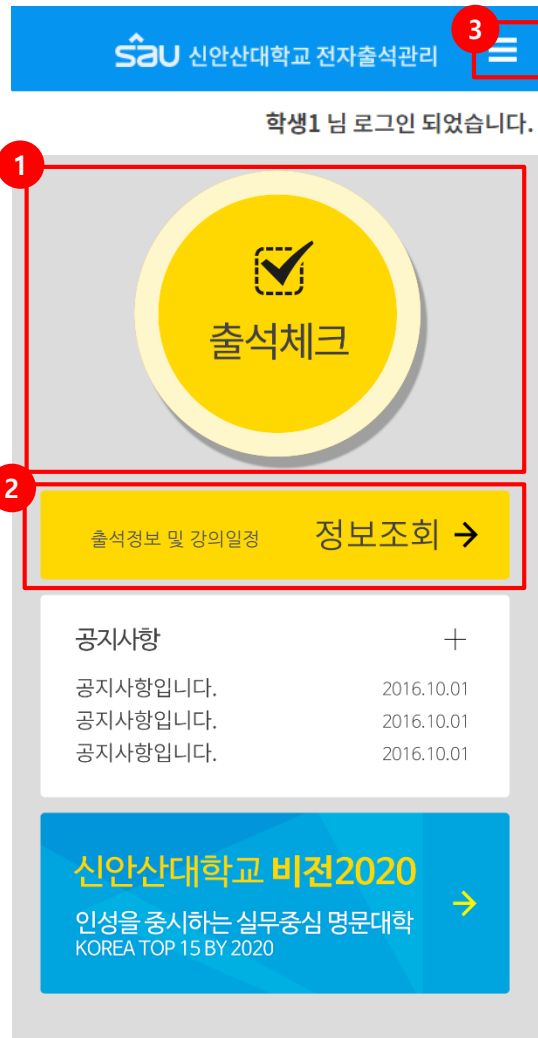 3
sâu 신안산대학교 전자출석관리
학생1 님 로그인 되었습니다.
1
출석체크
2
출석정보 및 강의일정 정보조회
공지사항
공지사항입니다. 2016.10.01
공지사항입니다. 2016.10.01
공지사항입니다. 2016.10.01
신안산대학교 비전2020
인성을 중시하는 실무중심 명문대학
KOREA TOP 15 BY 2020